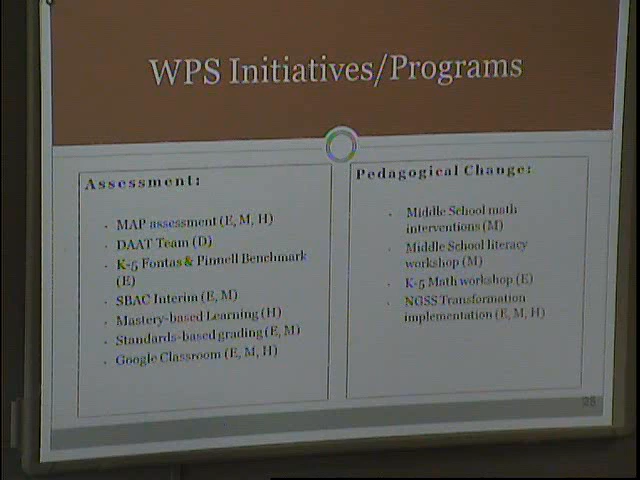 WPS Initiatives/Programs
Assessment:
MAP assessment (E, M, H)
DAAT Team (D)
K-5 Fontas & Pinnell Benchmark
(E)
SBAC Interim (E, M)
Mastery-based Learning (H)
Standards-based grading (E, M)
Google Classroom (E, M, H)
Pedagogical Change:
Middle School math
interventions (M)
Middle School literacy
workshop (M)
K-5 Math workshop (E)
NGSS Transformation
implementation (E, M, H)
28